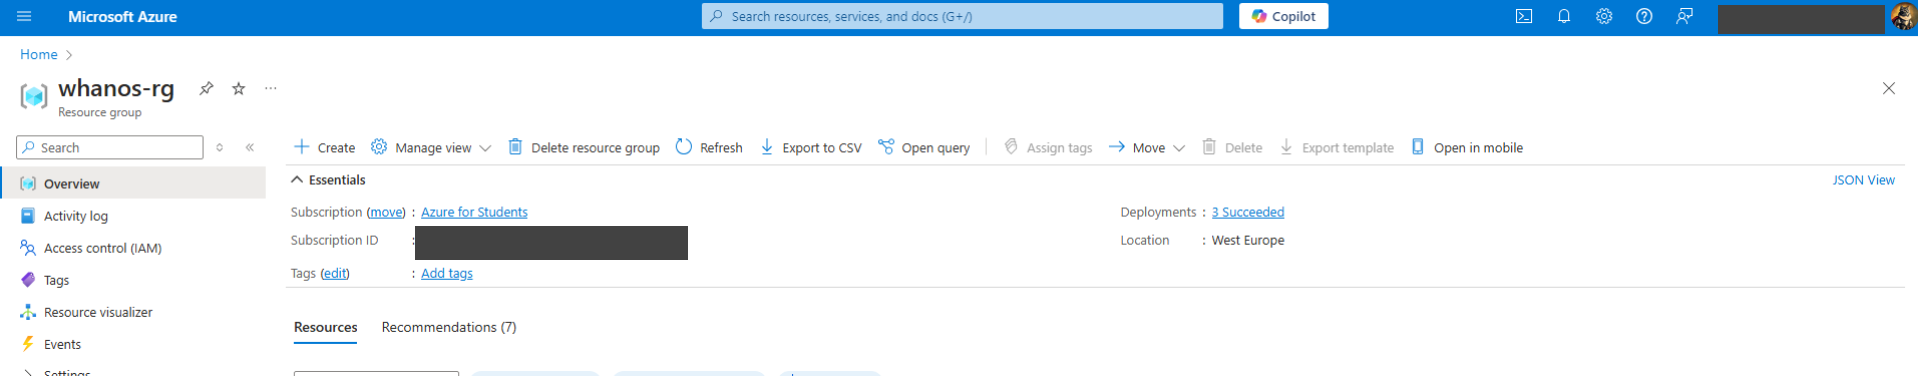 Microsoft Azure
Search resources, services, and docs (G+/)
Copilot
Home
whanos-rg
Resource group
Search
Create
Manage view
Delete resource group
Refresh
Export to CSV
Open query
Assign tags
Move
Delete
Export template
Open in mobile
Overview
Activity log
Access control (IAM)
Tags
Resource visualizer
Events
Settings
Essentials
JSON View
Subscription (move) : Azure for Students
Subscription ID :
Tags (edit) : Add tags
Deployments : 3 Succeeded
Location : West Europe
Resources
Recommendations (7)